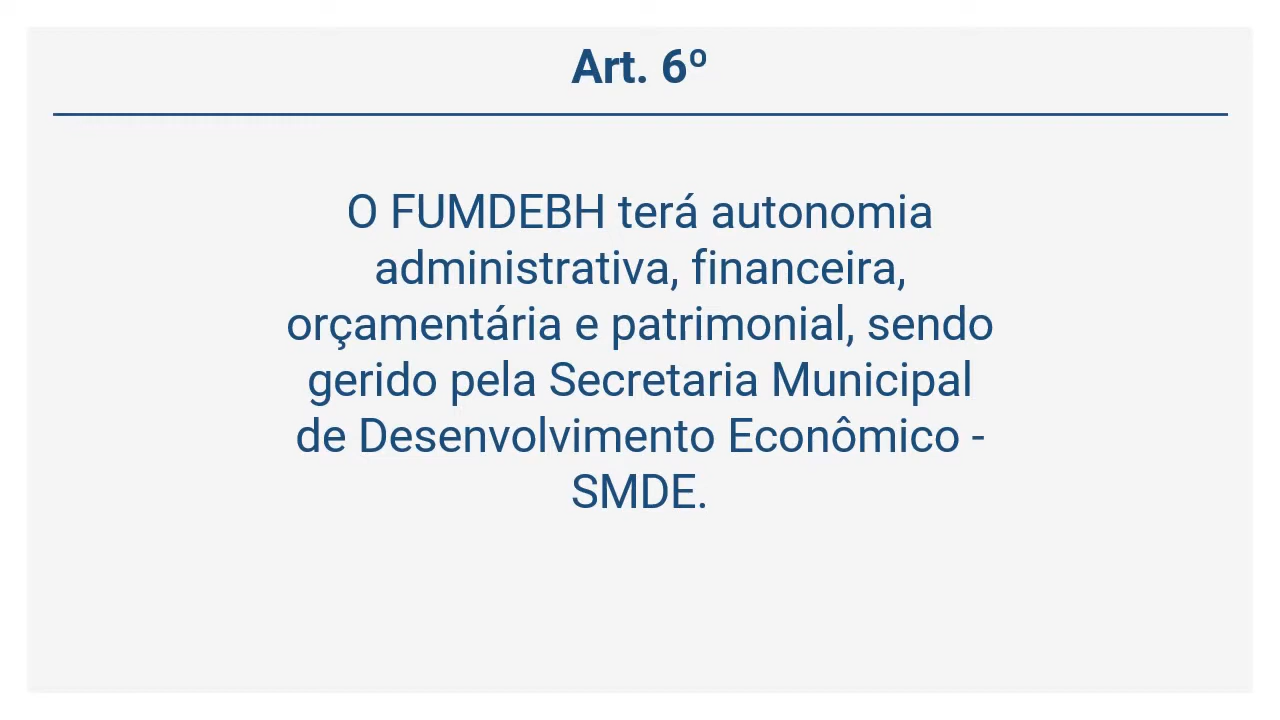 Art. 6º
O FUMDEBH terá autonomia
administrativa, financeira,
orçamentária e patrimonial, sendo
gerido pela Secretaria Municipal
de Desenvolvimento Econômico -
SMDE.